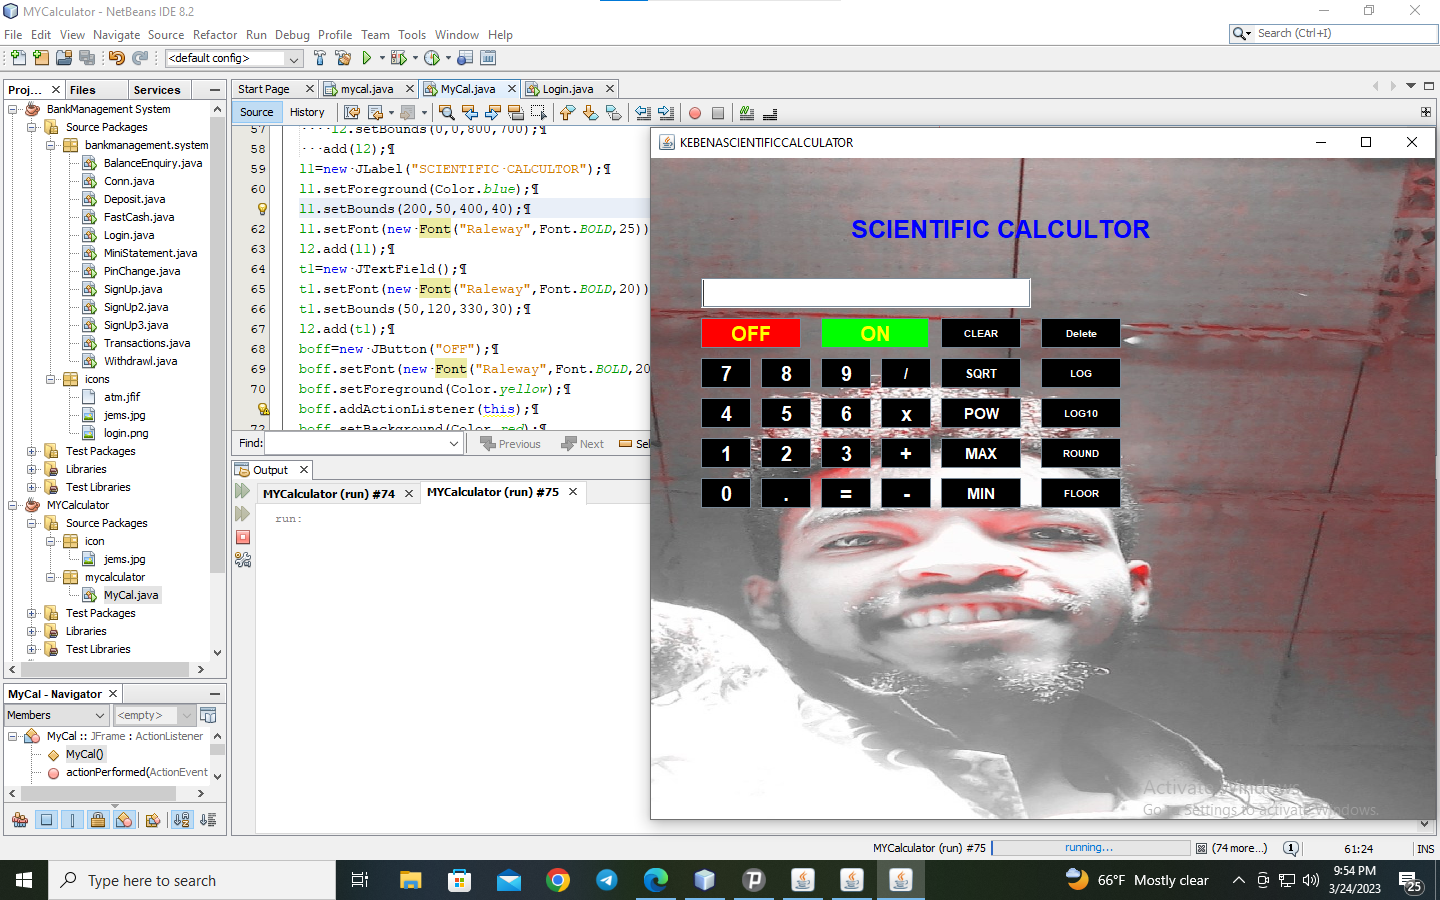 MYCalculator - NetBeans IDE 8.2
File Edit View Navigate Source Refactor Run Debug Profile Team Tools Window Help
Search (Ctrl+I)
<default config>
Proj... Files Services
BankManagement System
Source Packages
bankmanagement.system
BalanceEnquiry.java
Conn.java
Deposit.java
FastCash.java
Login.java
MiniStatement.java
PinChange.java
SignUp.java
SignUp2.java
SignUp3.java
Transactions.java
Withdrawl.java
icons
atm.jfif
jems.jpg
login.png
Test Packages
Libraries
Test Libraries
MYCalculator
Source Packages
icon
jems.jpg
mycalculator
MyCal.java
Test Packages
Libraries
Test Libraries
MyCal - Navigator
Members <empty>
MyCal :: JFrame : ActionListener
MyCal()
actionPerformed(ActionEvent
Start Page mycal.java MyCal.java Login.java
Source History
57 ····l2.setBounds(0,0,800,700);¶
58 ···add(l2);¶
59 l1=new·JLabel("SCIENTIFIC·CALCULTOR");¶
60 l1.setForeground(Color.blue);¶
l1.setBounds(200,50,400,40);¶
62 l1.setFont(new·Font("Raleway",Font.BOLD,25))
63 l2.add(l1);¶
64 t1=new·JTextField();¶
65 t1.setFont(new·Font("Raleway",Font.BOLD,20))
66 t1.setBounds(50,120,330,30);¶
67 l2.add(t1);¶
68 boff=new·JButton("OFF");¶
69 boff.setFont(new·Font("Raleway",Font.BOLD,20
70 boff.setForeground(Color.yellow);¶
boff.addActionListener(this);¶
72 boff.setBackground(Color.red);¶
Find: Previous Next Sel
Output
MYCalculator (run) #74 MYCalculator (run) #75
run:
KEBENASCIENTIFICCALCULATOR
SCIENTIFIC CALCULTOR
OFF ON CLEAR Delete
7 8 9 / SQRT LOG
4 5 6 x POW LOG10
1 2 3 + MAX ROUND
0 . = - MIN FLOOR
Activate Windows
Go to Settings to activate Windows.
MYCalculator (run) #75 running... (74 more...) 1 61:24 INS
Type here to search
66°F Mostly clear
9:54 PM
3/24/2023
25